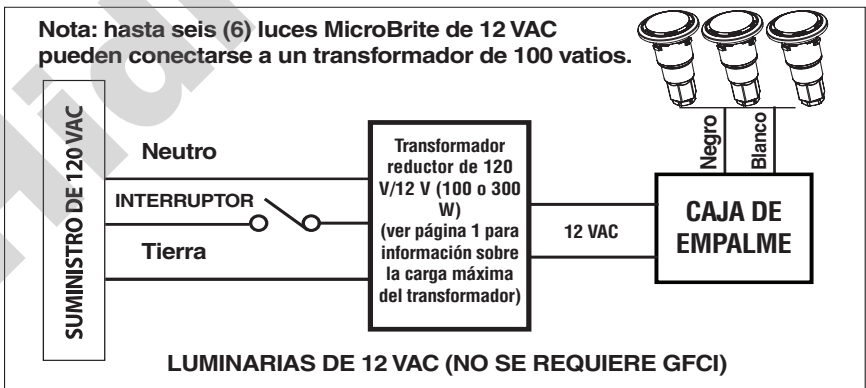 Nota: hasta seis (6) luces MicroBrite de 12 VAC
pueden conectarse a un transformador de 100 vatios.
SUMINISTRO DE 120 VAC
Neutro
INTERRUPTOR
Tierra
Transformador
reductor de 120
V/12 V (100 o 300
W)
(ver página 1 para
información sobre
la carga máxima
del transformador)
12 VAC
Negro
Blanco
CAJA DE
EMPALME
LUMINARIAS DE 12 VAC (NO SE REQUIERE GFCI)